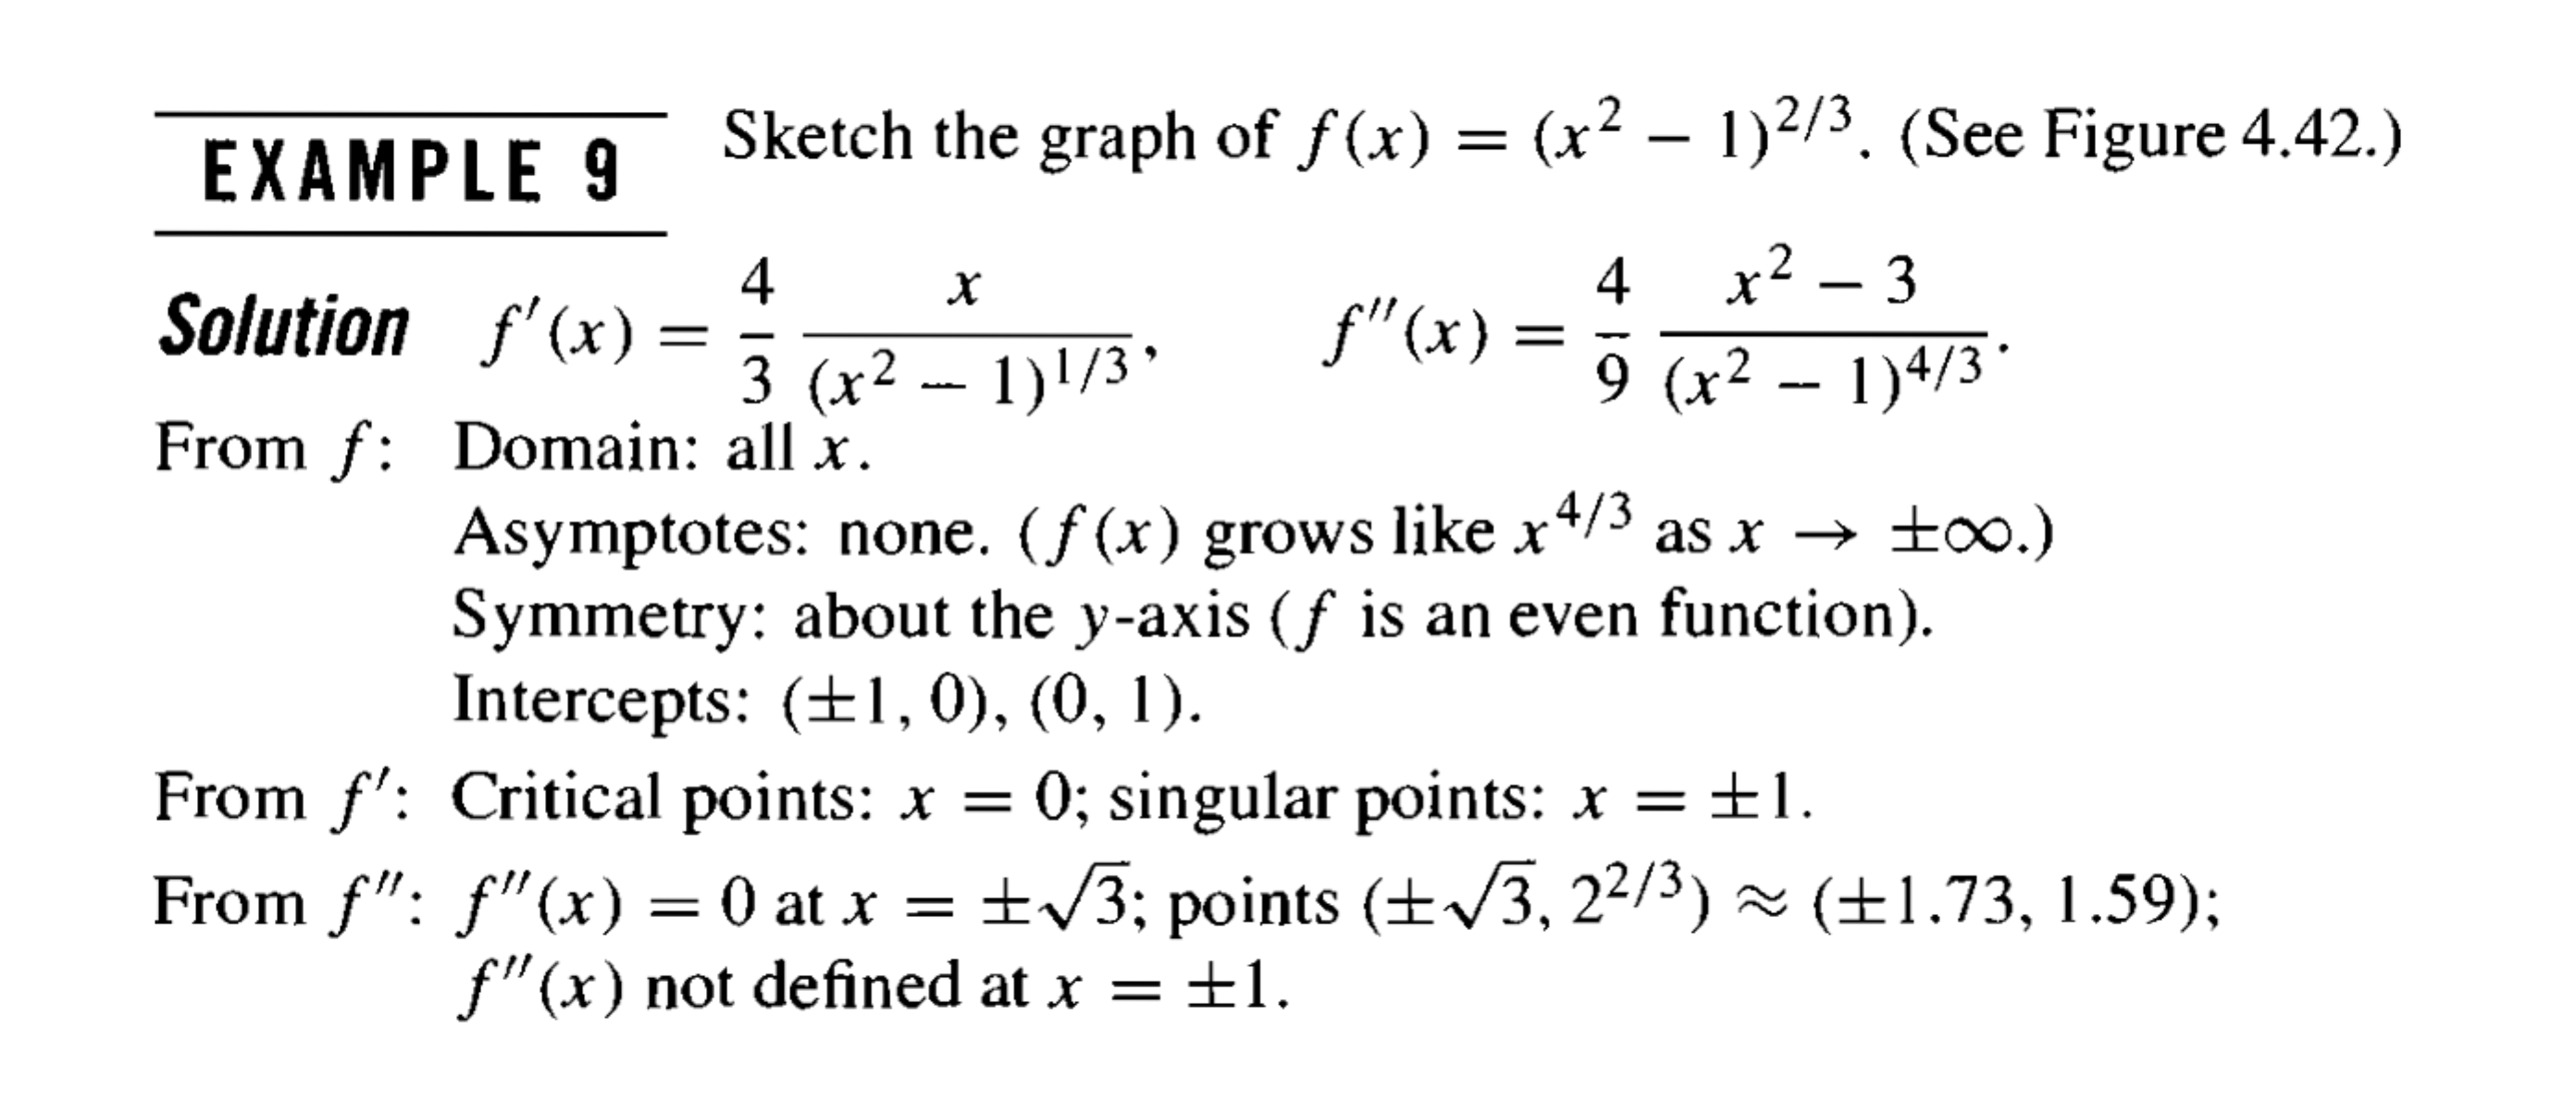 EXAMPLE 9 Sketch the graph of f(x) = (x² − 1)^{2/3}. (See Figure 4.42.)
Solution f′(x) = \frac{4}{3} \frac{x}{(x² − 1)^{1/3}}, f″(x) = \frac{4}{9} \frac{x² − 3}{(x² − 1)^{4/3}}.
From f: Domain: all x.
Asymptotes: none. (f(x) grows like x^{4/3} as x → ±∞.)
Symmetry: about the y-axis (f is an even function).
Intercepts: (±1, 0), (0, 1).
From f′: Critical points: x = 0; singular points: x = ±1.
From f″: f″(x) = 0 at x = ±√3; points (±√3, 2^{2/3}) ≈ (±1.73, 1.59);
f″(x) not defined at x = ±1.